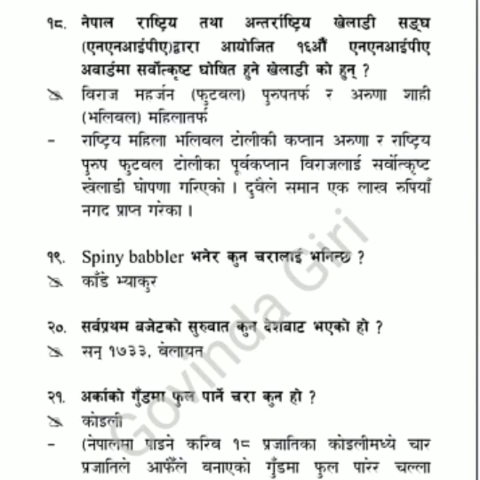 १८. नेपाल राष्ट्रिय तथा अन्तर्राष्ट्रिय खेलाडी सङ्घ
(एनएनआईपीए)द्वारा आयोजित १६औं एनएनआईपीए
अवार्डमा सर्वोत्कृष्ट घोषित हुने खेलाडी को हुन् ?
विराज महर्जन (फुटबल) पुरुषतर्फ र अरुणा शाही
(भलिबल) महिलातर्फ
- राष्ट्रिय महिला भलिबल टोलीकी कप्तान अरुणा र राष्ट्रिय
पुरुष फुटबल टोलीका पूर्वकप्तान विराजलाई सर्वोत्कृष्ट
खेलाडी घोषणा गरिएको । दुवैले समान एक लाख रुपियाँ
नगद प्राप्त गरेका ।
१९. Spiny babbler भनेर कुन चरालाई भनिन्छ ?
काँडे भ्याकुर
२०. सर्वप्रथम बजेटको सुरुवात कुन देशबाट भएको हो ?
सन् १७३३, बेलायत
२१. अर्काको गुँडमा फुल पार्ने चरा कुन हो ?
कोइली
- (नेपालमा पाइने करिब १८ प्रजातिका कोइलीमध्ये चार
प्रजातिले आफैँले बनाएको गुँडमा फुल पारेर चल्ला
Govinda Giri